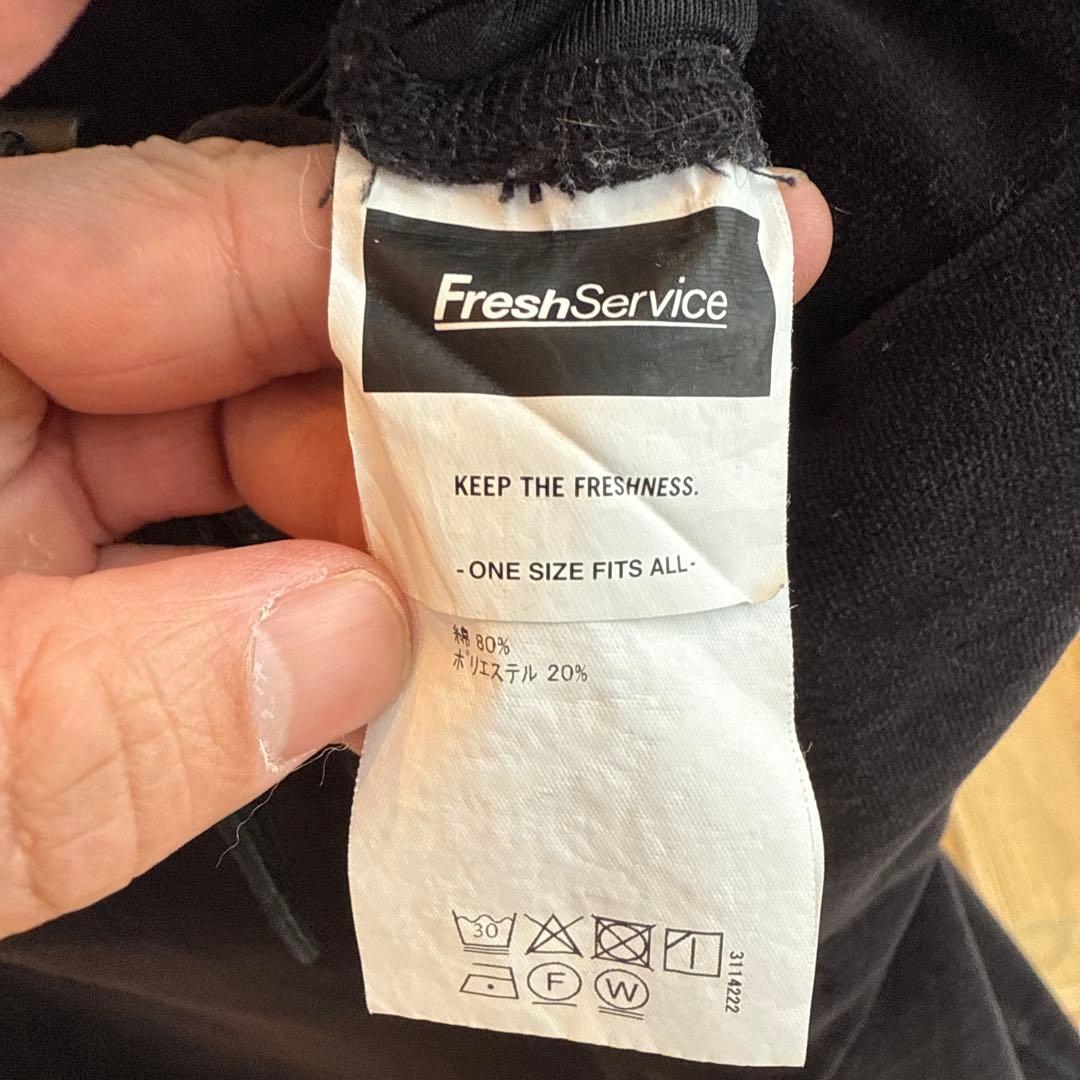 FreshService
KEEP THE FRESHNESS.
-ONE SIZE FITS ALL-
綿 80%
ポリエステル 20%
30
F
W
3114222